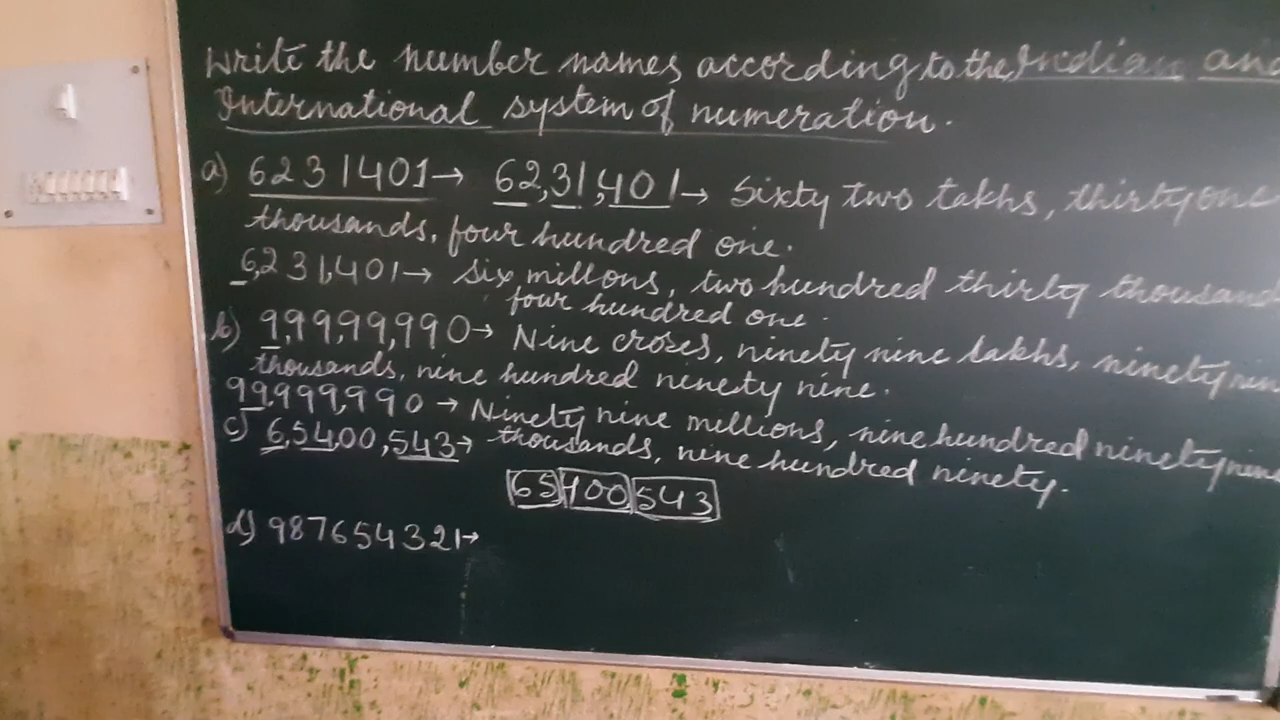 Write the number names according to the Indian and
International system of numeration.
a) 6231401→ 62,31,401→ Sixty two lakhs, thirty one
thousands, four hundred one.
6,231,401→ six millons, two hundred thirty thousand
four hundred one.
b) 9,99,99,990→ Nine crores, ninety nine lakhs, ninety nine
thousands, nine hundred ninety nine.
99,999,990 → Ninety nine millions, nine hundred ninety nine
thousands, nine hundred ninety.
c) 6,54,00,543→
65 400 543
d) 987654321→